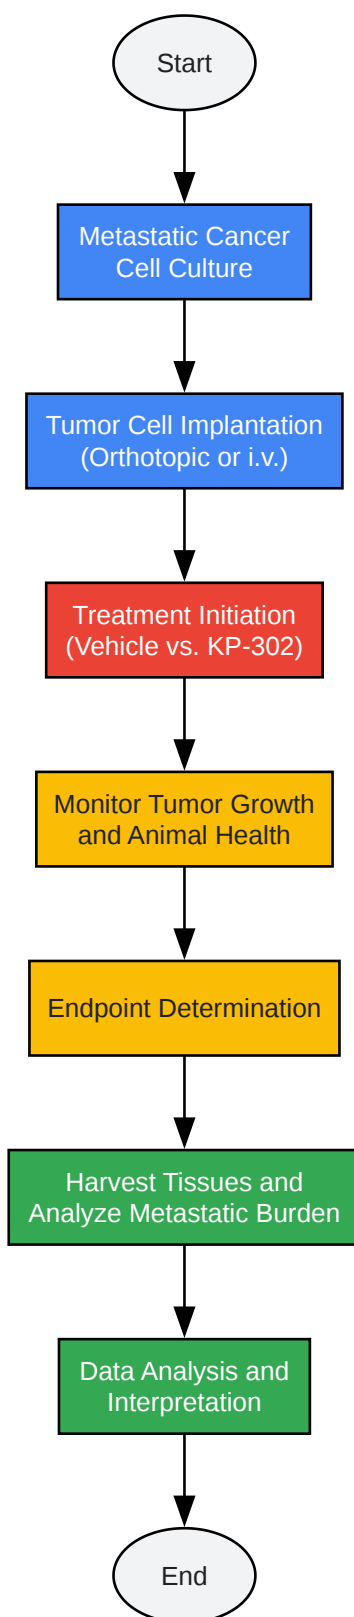 Start
Metastatic Cancer
Cell Culture
Tumor Cell Implantation
(Orthotopic or i.v.)
Treatment Initiation
(Vehicle vs. KP-302)
Monitor Tumor Growth
and Animal Health
Endpoint Determination
Harvest Tissues and
Analyze Metastatic Burden
Data Analysis and
Interpretation
End